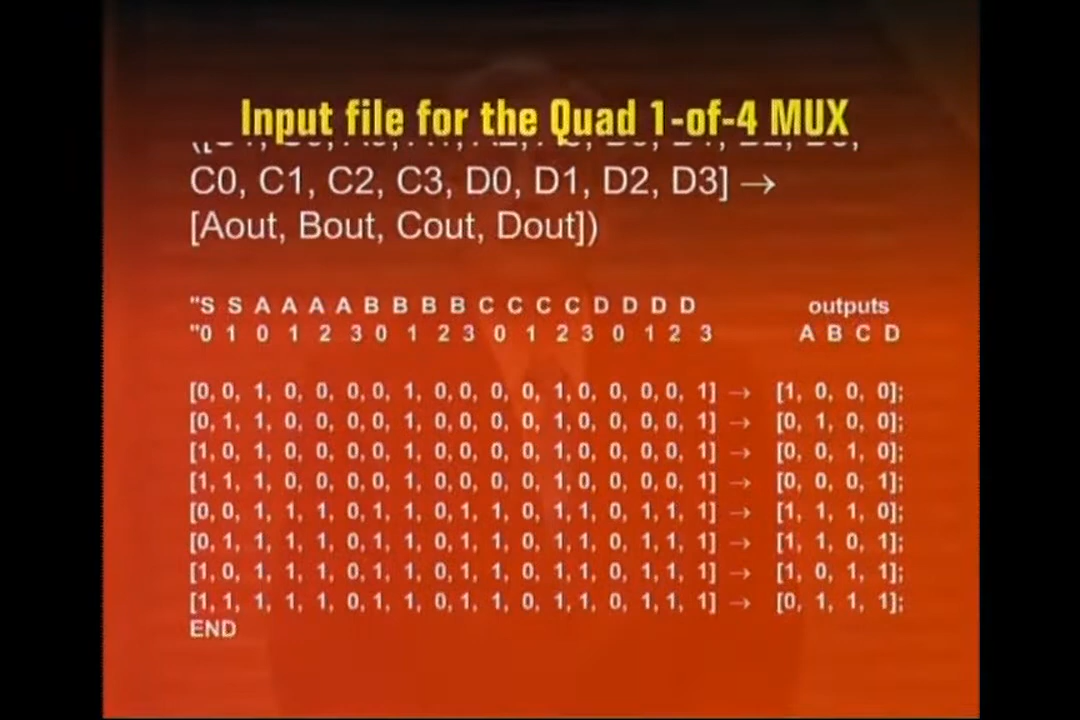 Input file for the Quad 1-of-4 MUX
C0, C1, C2, C3, D0, D1, D2, D3] →
[Aout, Bout, Cout, Dout])
"S S A A A A B B B B C C C C D D D D outputs
"0 1 0 1 2 3 0 1 2 3 0 1 2 3 0 1 2 3 A B C D
[0, 0, 1, 0, 0, 0, 0, 1, 0, 0, 0, 0, 1, 0, 0, 0, 0, 1] → [1, 0, 0, 0];
[0, 1, 1, 0, 0, 0, 0, 1, 0, 0, 0, 0, 1, 0, 0, 0, 0, 1] → [0, 1, 0, 0];
[1, 0, 1, 0, 0, 0, 0, 1, 0, 0, 0, 0, 1, 0, 0, 0, 0, 1] → [0, 0, 1, 0];
[1, 1, 1, 0, 0, 0, 0, 1, 0, 0, 0, 0, 1, 0, 0, 0, 0, 1] → [0, 0, 0, 1];
[0, 0, 1, 1, 1, 0, 1, 1, 0, 1, 1, 0, 1, 1, 0, 1, 1, 1] → [1, 1, 1, 0];
[0, 1, 1, 1, 1, 0, 1, 1, 0, 1, 1, 0, 1, 1, 0, 1, 1, 1] → [1, 1, 0, 1];
[1, 0, 1, 1, 1, 0, 1, 1, 0, 1, 1, 0, 1, 1, 0, 1, 1, 1] → [1, 0, 1, 1];
[1, 1, 1, 1, 1, 0, 1, 1, 0, 1, 1, 0, 1, 1, 0, 1, 1, 1] → [0, 1, 1, 1];
END